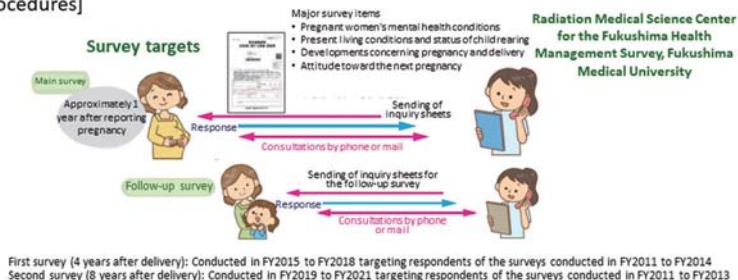 ocedures]
Major survey items
• Pregnant women's mental health conditions
• Present living conditions and status of child rearing
• Developments concerning pregnancy and delivery
• Attitude toward the next pregnancy
Radiation Medical Science Center
for the Fukushima Health
Management Survey, Fukushima
Medical University
Survey targets
Main survey
Approximately 1
year after reporting
pregnancy
Sending of
inquiry sheets
Response
Consultations by phone or mail
Follow-up survey
Sending of inquiry sheets for
the follow-up survey
Response
Consultations by phone
or mail
First survey (4 years after delivery): Conducted in FY2015 to FY2018 targeting respondents of the surveys conducted in FY2011 to FY2014
Second survey (8 years after delivery): Conducted in FY2019 to FY2021 targeting respondents of the surveys conducted in FY2011 to FY2013